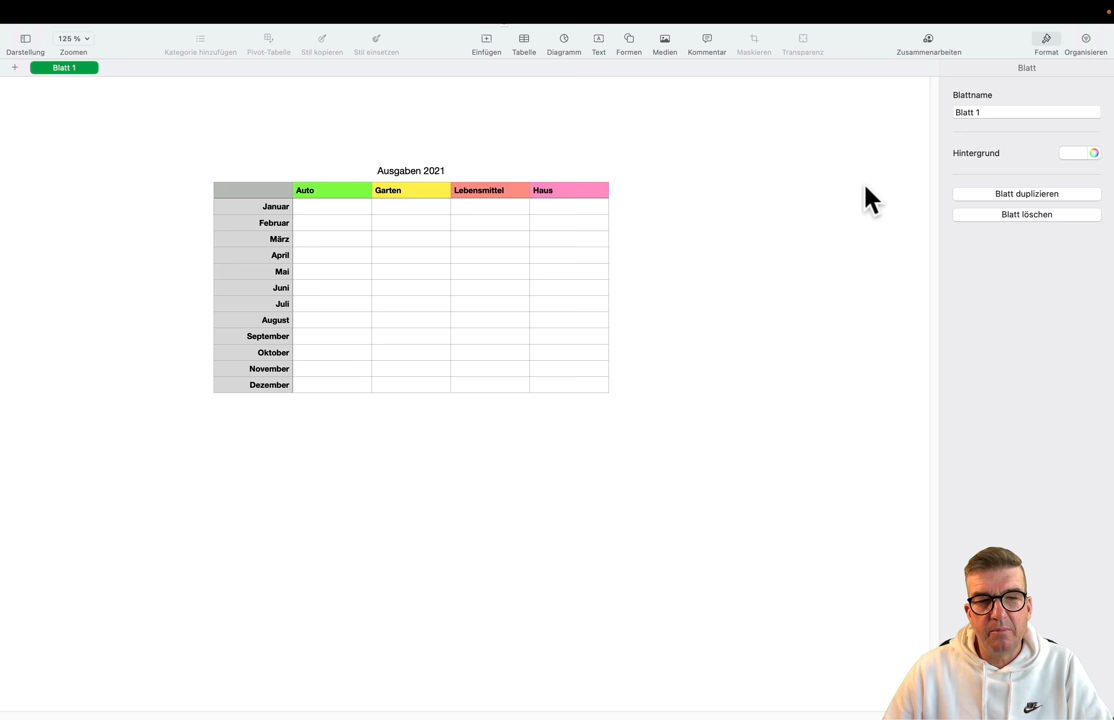 125 %
Darstellung Zoomen Kategorie hinzufügen Pivot-Tabelle Stil kopieren Stil einsetzen Einfügen Tabelle Diagramm Text Formen Medien Kommentar Maskieren Transparenz Zusammenarbeiten Format Organisieren
+ Blatt 1 Blatt
Blattname
Blatt 1
Hintergrund
Blatt duplizieren
Blatt löschen
Ausgaben 2021
Auto Garten Lebensmittel Haus
Januar
Februar
März
April
Mai
Juni
Juli
August
September
Oktober
November
Dezember
NIKE